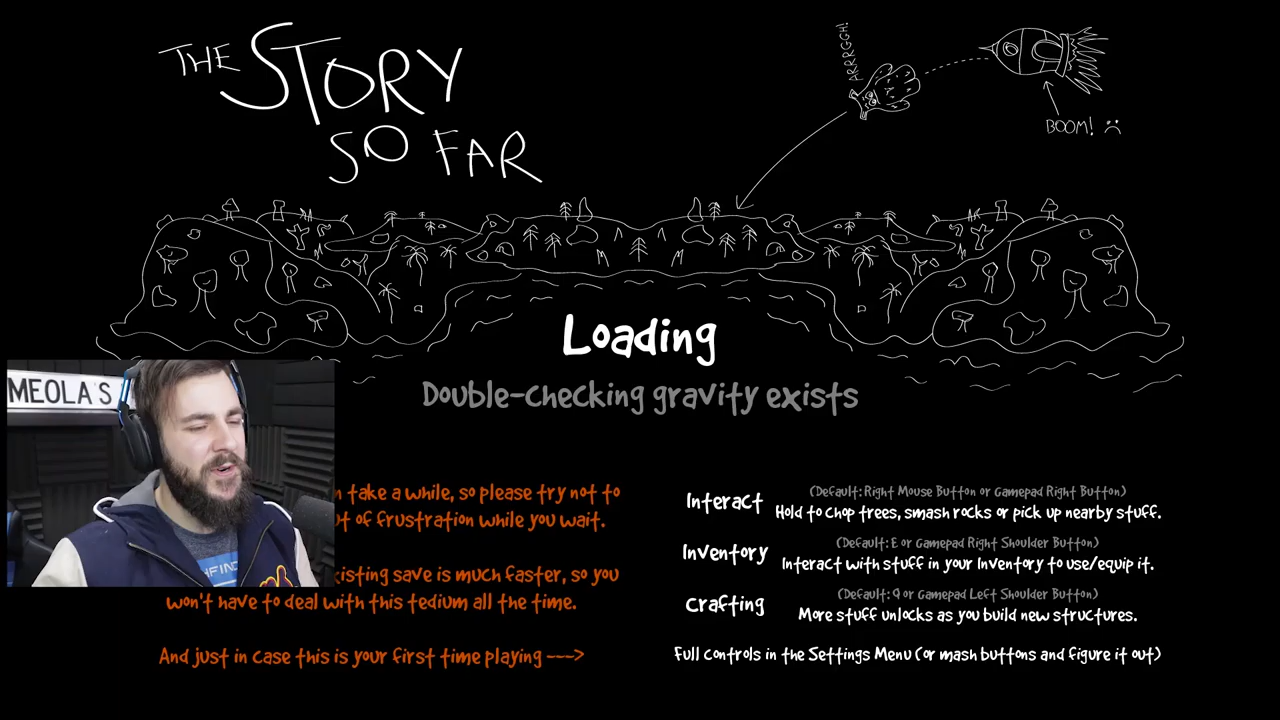 THE STORY
SO FAR
ARRRGGH!
BOOM!
Loading
Double-checking gravity exists
MEOLA'S
take a while, so please try not to
of frustration while you wait.
existing save is much faster, so you
won't have to deal with this tedium all the time.
And just in case this is your first time playing --->
Interact
(Default: Right Mouse Button or Gamepad Right Button)
Hold to chop trees, smash rocks or pick up nearby stuff.
Inventory
(Default: E or Gamepad Right Shoulder Button)
Interact with stuff in your Inventory to use/equip it.
Crafting
(Default: Q or Gamepad Left Shoulder Button)
More stuff unlocks as you build new structures.
Full controls in the Settings Menu (or mash buttons and figure it out)